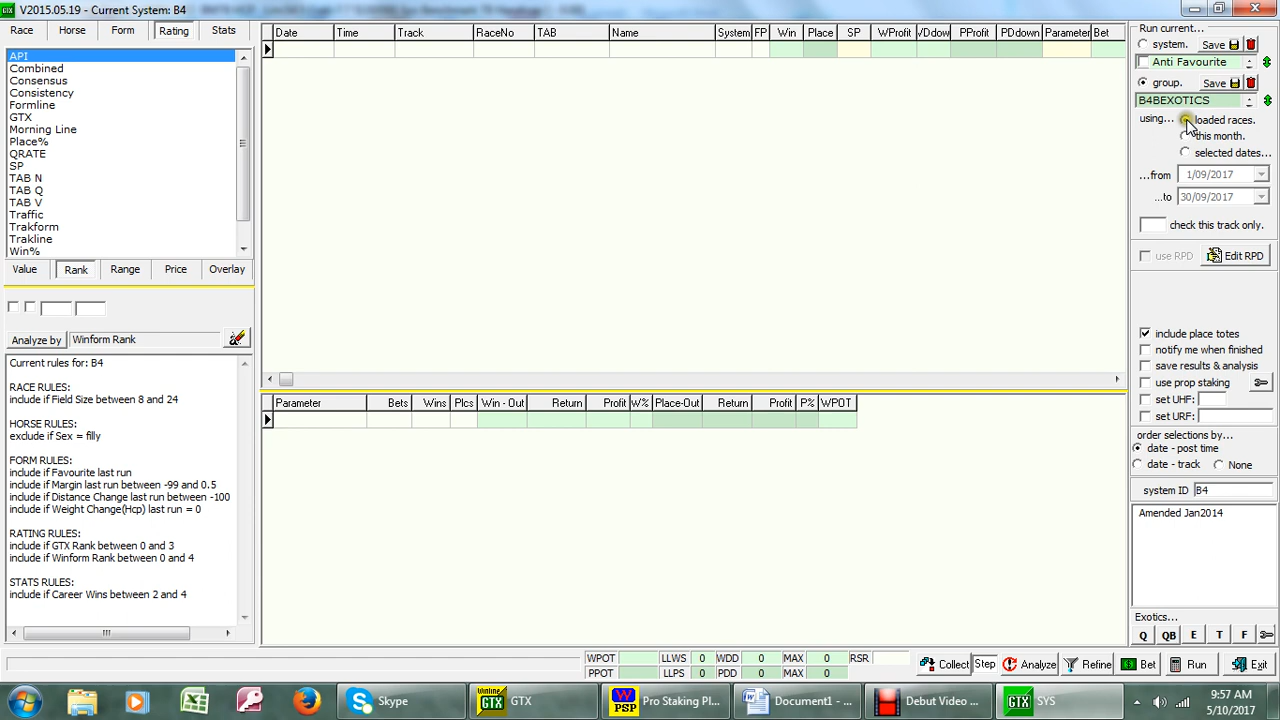 V2015.05.19 - Current System: B4
Race Horse Form Rating Stats
API
Combined
Consensus
Consistency
Formline
GTX
Morning Line
Place%
QRATE
SP
TAB N
TAB Q
TAB V
Traffic
Trakform
Trakline
Win%
Value Rank Range Price Overlay
Analyze by Winform Rank
Current rules for: B4
RACE RULES:
include if Field Size between 8 and 24
HORSE RULES:
exclude if Sex = filly
FORM RULES:
include if Favourite last run
include if Margin last run between -99 and 0.5
include if Distance Change last run between -100
include if Weight Change(Hcp) last run = 0
RATING RULES:
include if GTX Rank between 0 and 3
include if Winform Rank between 0 and 4
STATS RULES:
include if Career Wins between 2 and 4
Date Time Track RaceNo TAB Name System FP Win Place SP WProfit WDdown PProfit PDdown Parameter Bet
Parameter Bets Wins Plcs Win - Out Return Profit W% Place-Out Return Profit P% WPOT
Run current...
system. Save
Anti Favourite
group. Save
B4BEXOTICS
using... loaded races.
this month.
selected dates...
...from 1/09/2017
...to 30/09/2017
check this track only.
use RPD Edit RPD
include place totes
notify me when finished
save results & analysis
use prop staking
set UHF:
set URF:
order selections by...
date - post time
date - track None
system ID B4
Amended Jan2014
Exotics...
Q QB E T F
WPOT LLWS 0 WDD 0 MAX 0 RSR
PPOT LLPS 0 PDD 0 MAX 0
Collect Step Analyze Refine Bet Run Exit
Skype GTX Pro Staking Pl... Document1 - ... Debut Video ... SYS
9:57 AM
5/10/2017